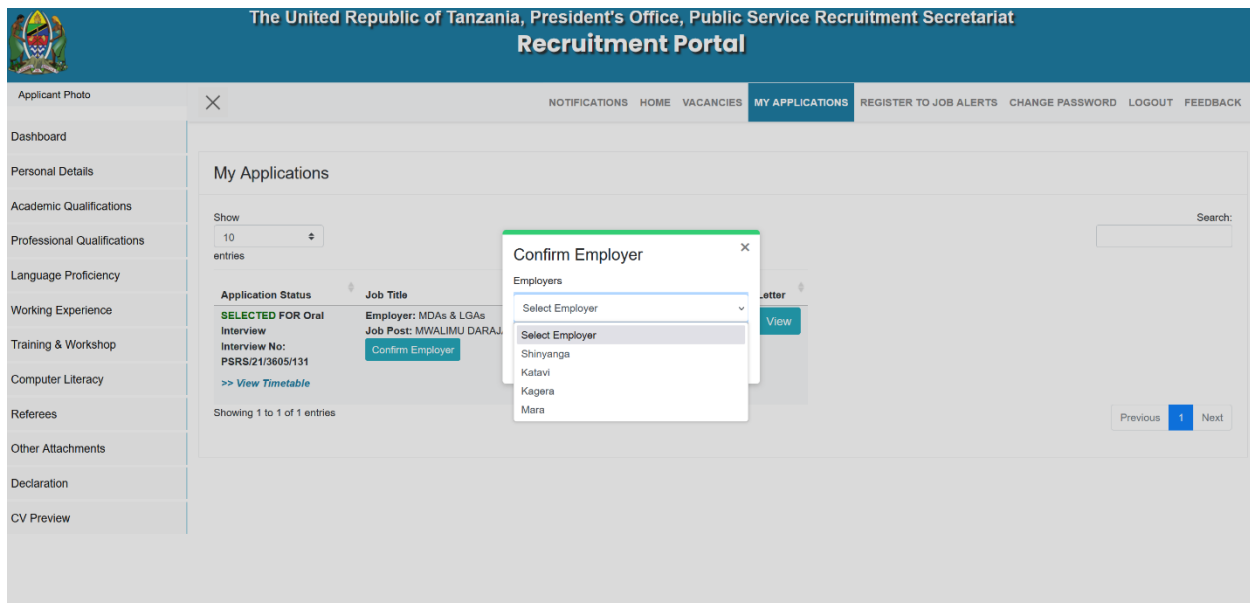 The United Republic of Tanzania, President's Office, Public Service Recruitment Secretariat
Recruitment Portal
Applicant Photo
NOTIFICATIONS HOME VACANCIES MY APPLICATIONS REGISTER TO JOB ALERTS CHANGE PASSWORD LOGOUT FEEDBACK
Dashboard
Personal Details
Academic Qualifications
Professional Qualifications
Language Proficiency
Working Experience
Training & Workshop
Computer Literacy
Referees
Other Attachments
Declaration
CV Preview
My Applications
Show
10
entries
Search:
Application Status
Job Title
Letter
SELECTED FOR Oral
Interview
Interview No:
PSRS/21/3605/131
>> View Timetable
Employer: MDAs & LGAs
Job Post: MWALIMU
Confirm Employer
View
Confirm Employer
×
Employers
Select Employer
Select Employer
Shinyanga
Katavi
Kagera
Mara
Showing 1 to 1 of 1 entries
Previous 1 Next